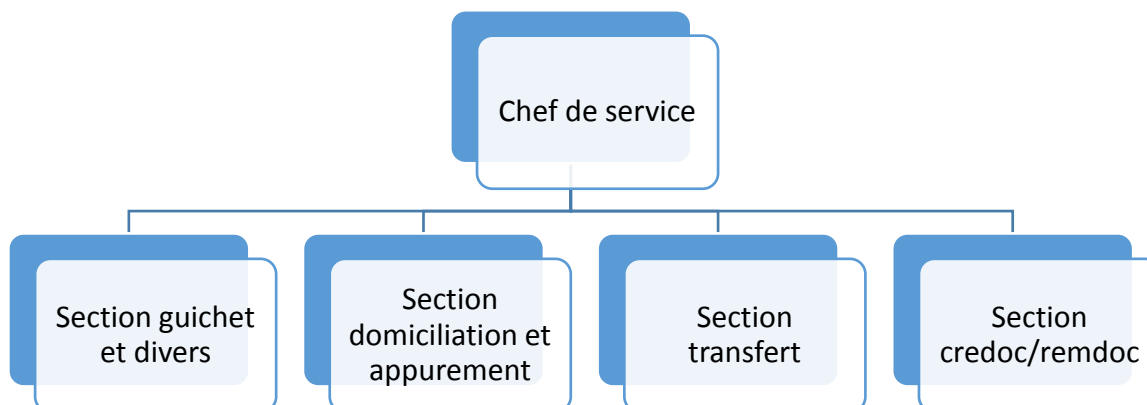 Chef de service
Section guichet
et divers
Section
domiciliation et
appurement
Section
transfert
Section
credoc/remdoc